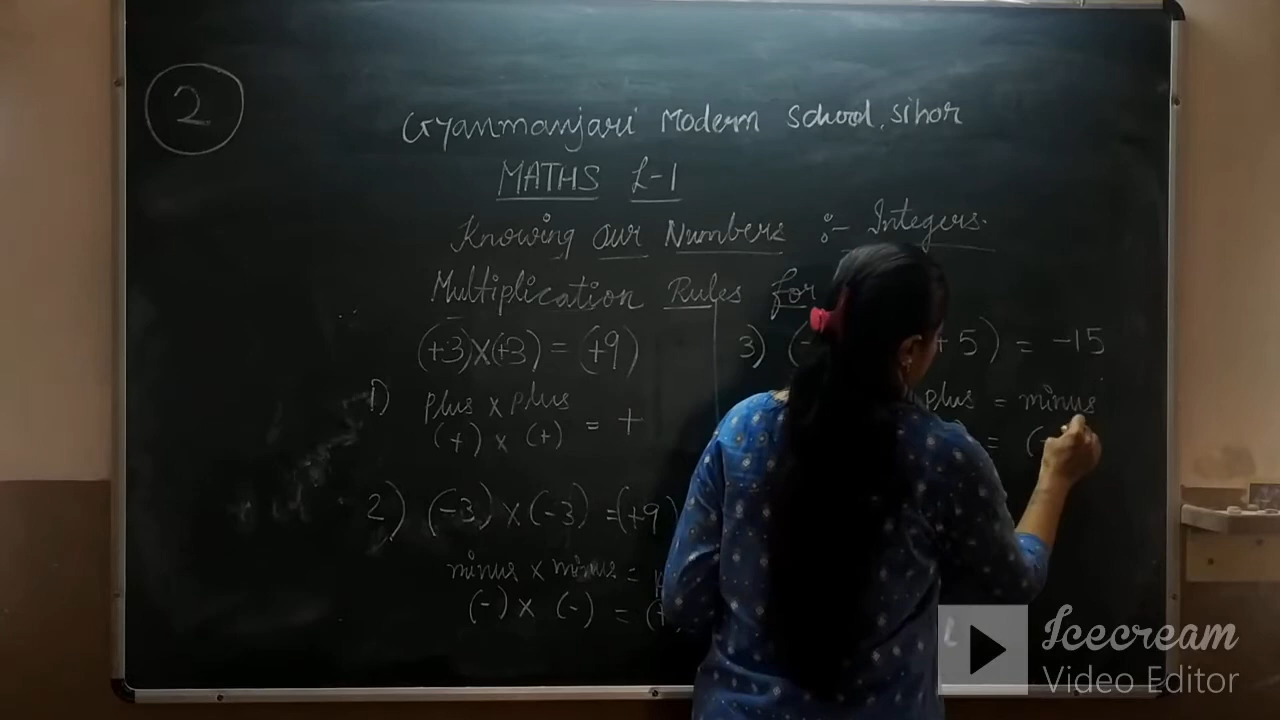 2
Gyanmanjari Modern School, Sihor
MATHS L-1
Knowing our Numbers :- Integers.
Multiplication Rules for
(+3)×(+3) = (+9)
1) plus × plus
(+) × (+) = +
2) (-3) × (-3) = (+9)
minus × minus =
(-) × (-) = (+
3) (- +5) = -15
plus = minus
= (-
Icecream
Video Editor